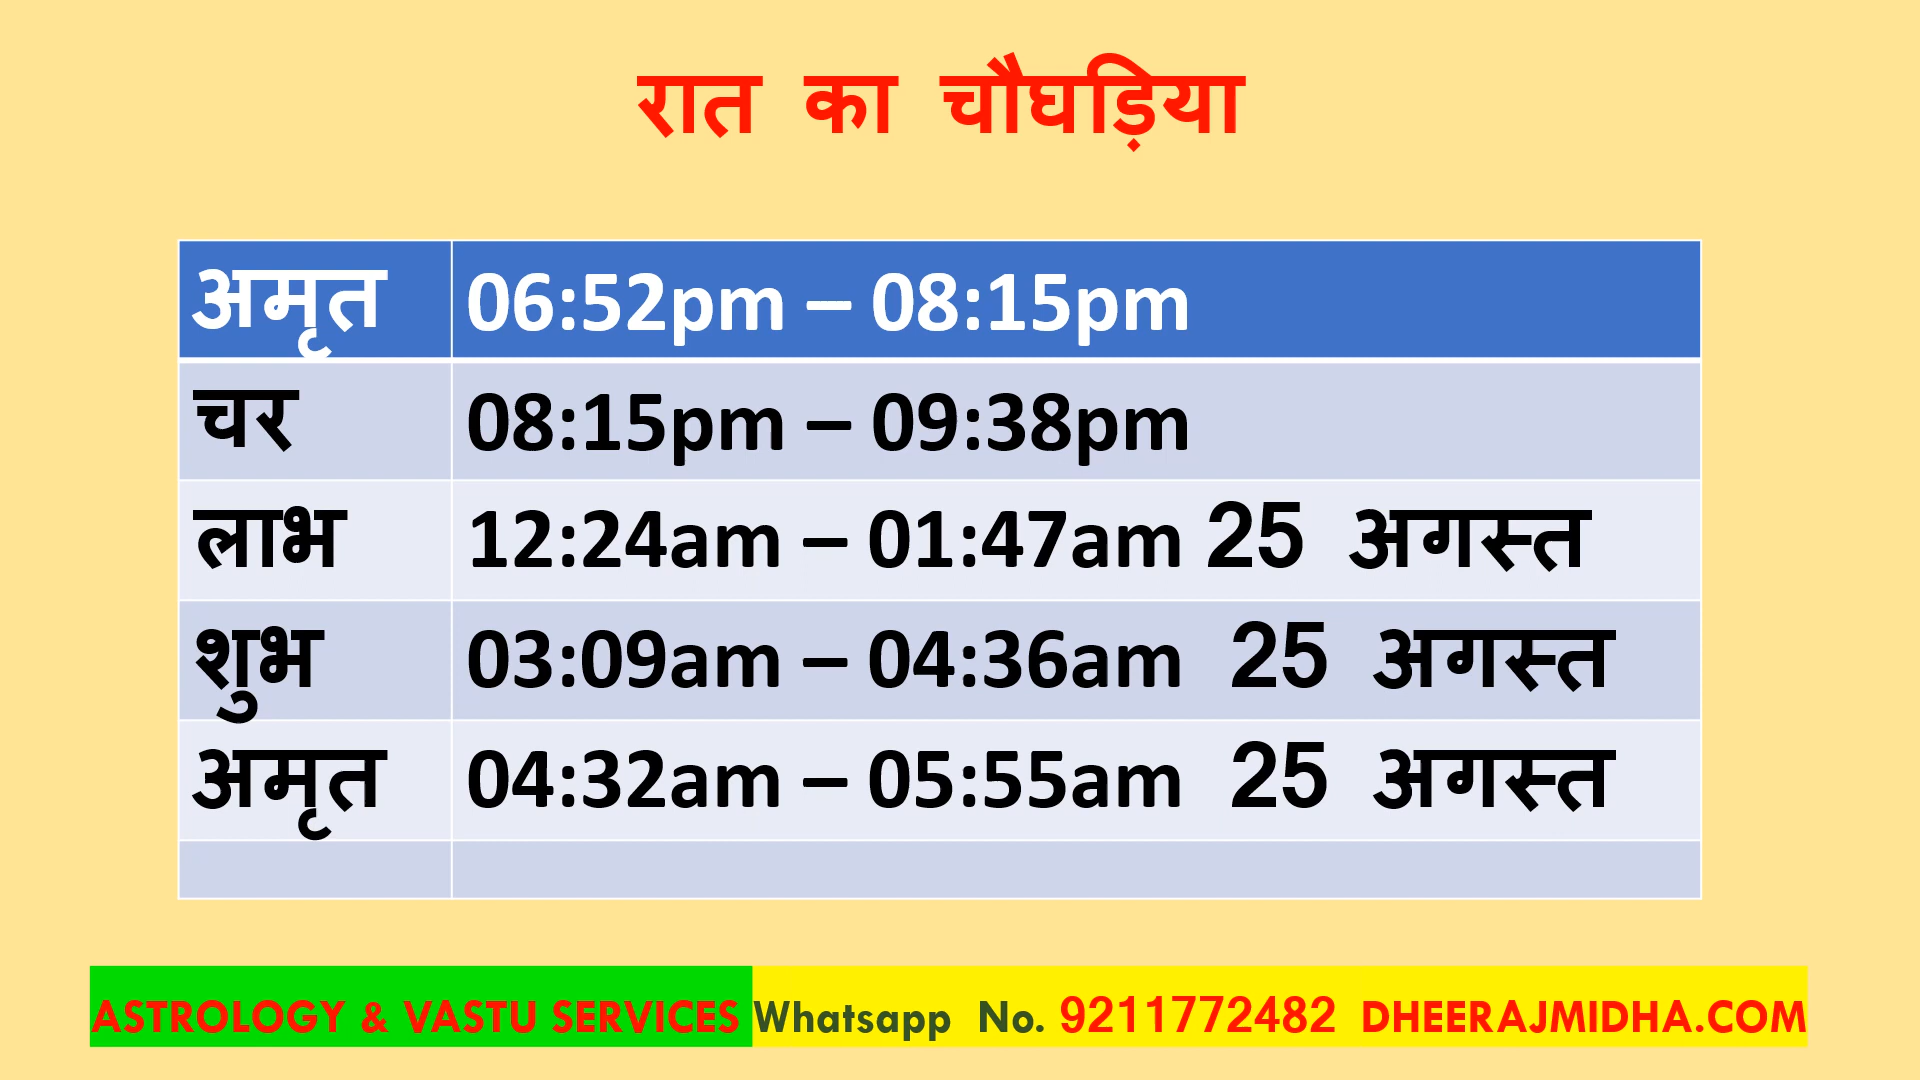 रात का चौघड़िया
अमृत 06:52pm – 08:15pm
चर 08:15pm – 09:38pm
लाभ 12:24am – 01:47am 25 अगस्त
शुभ 03:09am – 04:36am 25 अगस्त
अमृत 04:32am – 05:55am 25 अगस्त
ASTROLOGY & VASTU SERVICES Whatsapp No. 9211772482 DHEERAJMIDHA.COM